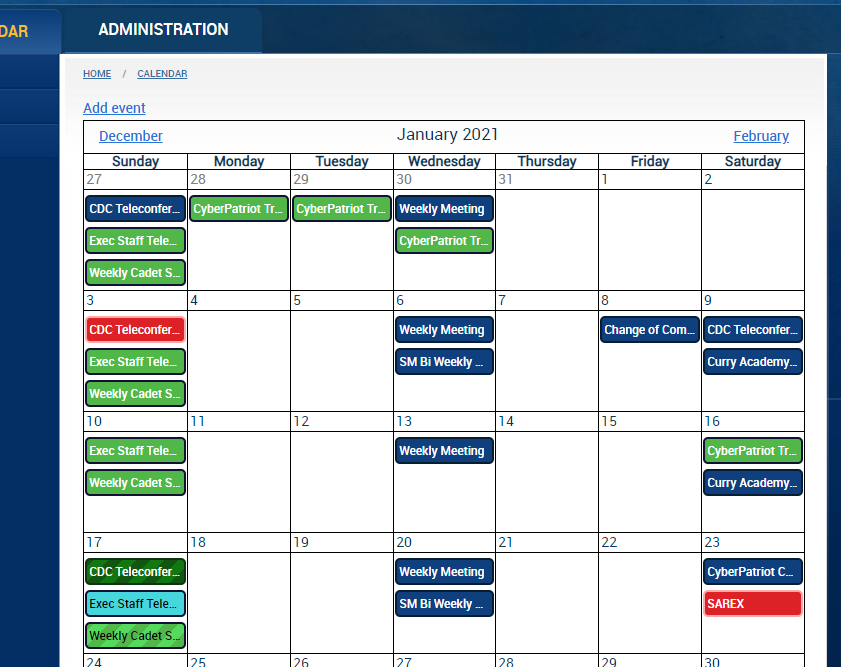 DAR
ADMINISTRATION
HOME / CALENDAR
Add event
December January 2021 February
Sunday Monday Tuesday Wednesday Thursday Friday Saturday
27 28 29 30 31 1 2
CDC Teleconfer... CyberPatriot Tr... CyberPatriot Tr... Weekly Meeting
Exec Staff Tele... CyberPatriot Tr...
Weekly Cadet S...
3 4 5 6 7 8 9
CDC Teleconfer... Weekly Meeting Change of Com... CDC Teleconfer...
Exec Staff Tele... SM Bi Weekly ... Curry Academy...
Weekly Cadet S...
10 11 12 13 14 15 16
Exec Staff Tele... Weekly Meeting CyberPatriot Tr...
Weekly Cadet S... Curry Academy...
17 18 19 20 21 22 23
CDC Teleconfer... Weekly Meeting CyberPatriot C...
Exec Staff Tele... SM Bi Weekly ... SAREX
Weekly Cadet S...
24 25 26 27 28 29 30